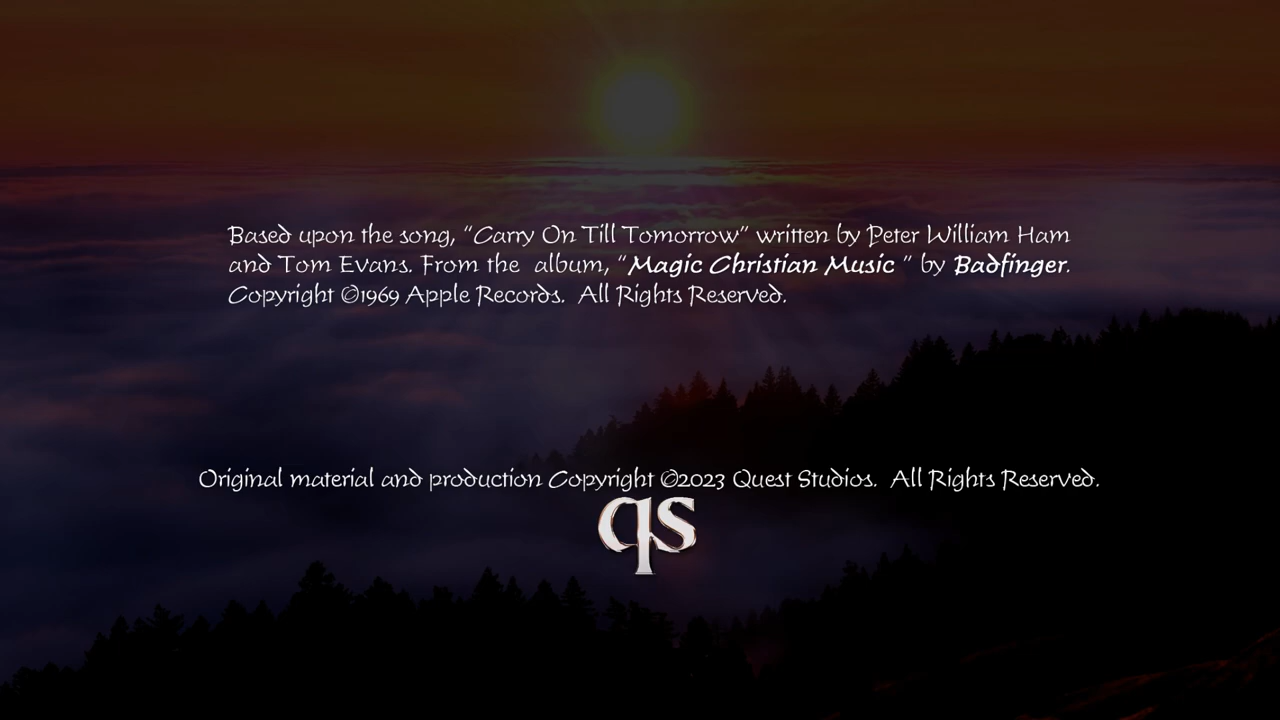 Based upon the song, “Carry On Till Tomorrow” written by Peter William Ham
and Tom Evans. From the  album, “Magic Christian Music ” by Badfinger.
Copyright ©1969 Apple Records.  All Rights Reserved.
Original material and production Copyright ©2023 Quest Studios.  All Rights Reserved.
qs